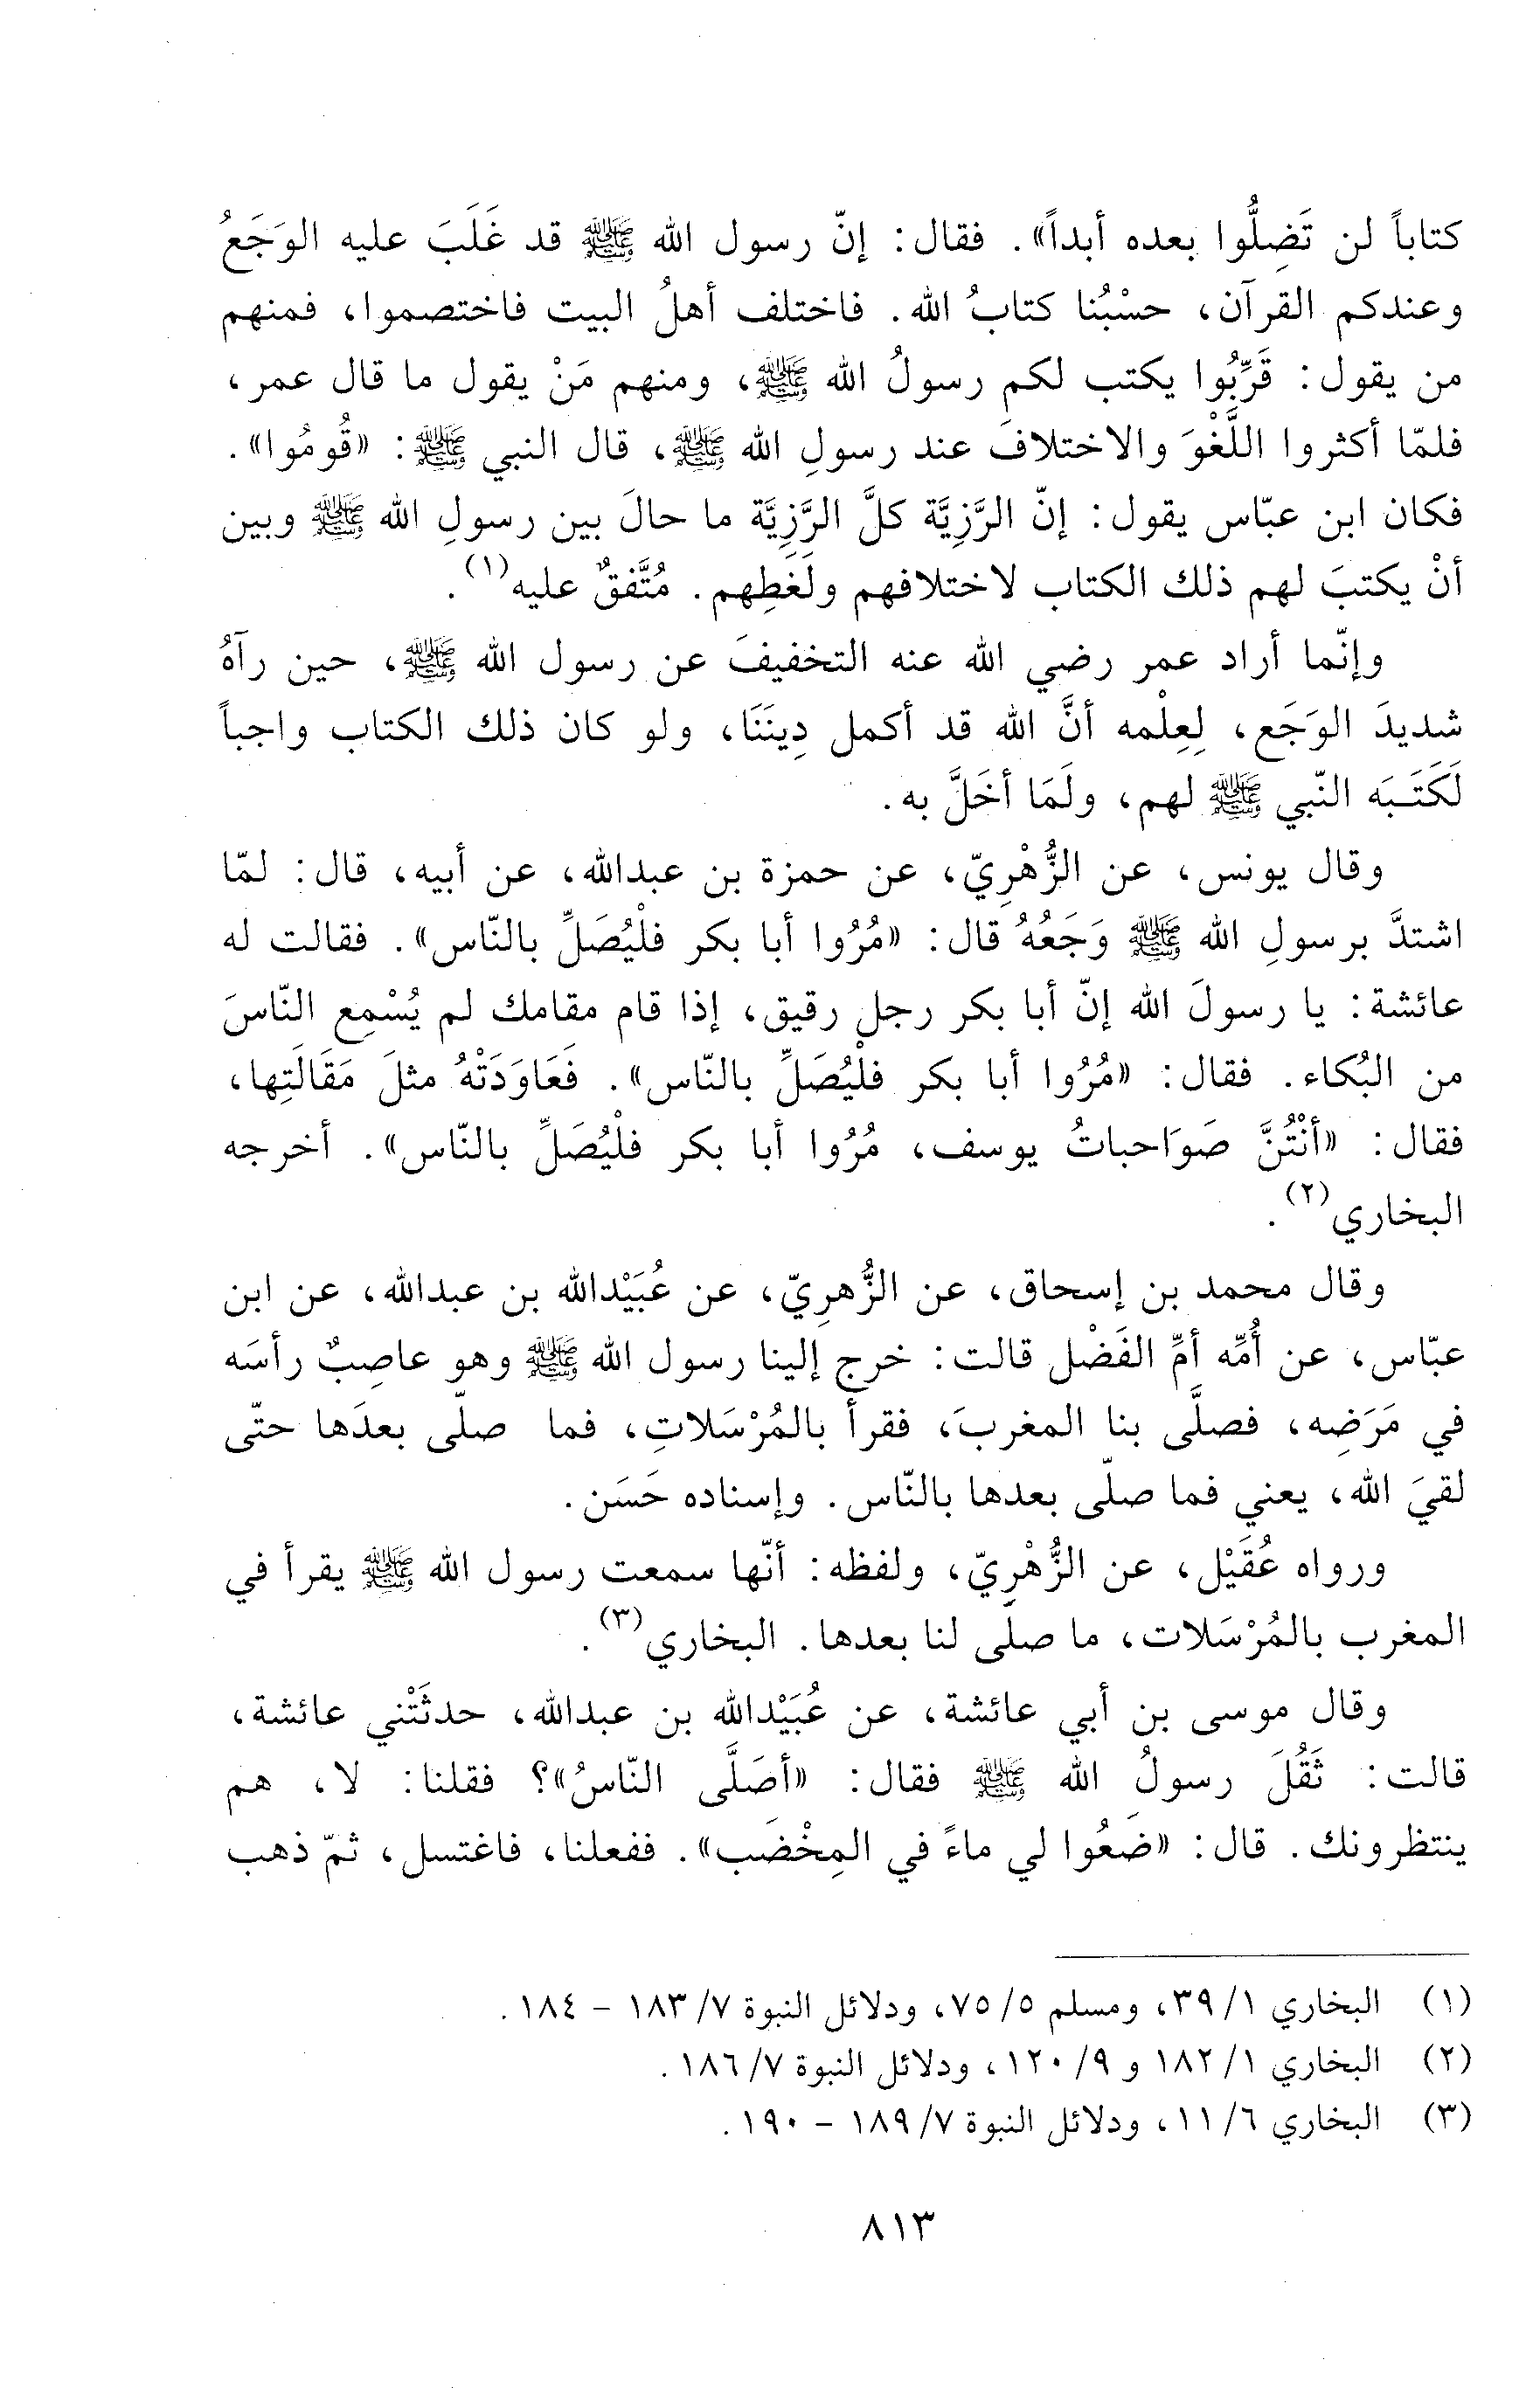 كتاباً لن تَضِلُّوا بعده أبداً». فقال: إنّ رسول الله ﷺ قد غَلَبَ عليه الوَجَعُ
وعندكم القرآن، حسْبُنا كتابُ الله. فاختلف أهلُ البيت فاختصموا، فمنهم
من يقول: قَرِّبُوا يكتب لكم رسولُ الله ﷺ، ومنهم مَنْ يقول ما قال عمر،
فلمّا أكثروا اللَّغْوَ والاختلافَ عند رسولِ الله ﷺ، قال النبي ﷺ: «قُومُوا».
فكان ابن عبّاس يقول: إنّ الرَّزِيَّة كلَّ الرَّزِيَّة ما حالَ بين رسولِ الله ﷺ وبين
أنْ يكتبَ لهم ذلك الكتاب لاختلافهم ولَغَطِهم. مُتَّفقٌ عليه(١).
وإنّما أراد عمر رضي الله عنه التخفيفَ عن رسول الله ﷺ، حين رآهُ
شديدَ الوَجَع، لِعِلْمه أنَّ الله قد أكمل دِينَنَا، ولو كان ذلك الكتاب واجباً
لَكَتَـبَه النّبي ﷺ لهم، ولَمَا أخَلَّ به.
وقال يونس، عن الزُّهْرِيّ، عن حمزة بن عبدالله، عن أبيه، قال: لمّا
اشتدَّ برسولِ الله ﷺ وَجَعُهُ قال: «مُرُوا أبا بكر فلْيُصَلِّ بالنّاس». فقالت له
عائشة: يا رسولَ الله إنّ أبا بكر رجل رقيق، إذا قام مقامك لم يُسْمِع النّاسَ
من البُكاء. فقال: «مُرُوا أبا بكر فلْيُصَلِّ بالنّاس». فَعَاوَدَتْهُ مثلَ مَقَالَتِها،
فقال: «أنْتُنَّ صَوَاحباتُ يوسف، مُرُوا أبا بكر فلْيُصَلِّ بالنّاس». أخرجه
البخاري(٢).
وقال محمد بن إسحاق، عن الزُّهرِيّ، عن عُبَيْدالله بن عبدالله، عن ابن
عبّاس، عن أُمِّه أمِّ الفَضْل قالت: خرج إلينا رسول الله ﷺ وهو عاصِبٌ رأسَه
في مَرَضِه، فصلَّى بنا المغربَ، فقرأ بالمُرْسَلاتِ، فما صلّى بعدَها حتّى
لقيَ الله، يعني فما صلّى بعدها بالنّاس. وإسناده حَسَن.
ورواه عُقَيْل، عن الزُّهْرِيّ، ولفظه: أنّها سمعت رسول الله ﷺ يقرأ في
المغرب بالمُرْسَلات، ما صلّى لنا بعدها. البخاري(٣).
وقال موسى بن أبي عائشة، عن عُبَيْدالله بن عبدالله، حدثَتْني عائشة،
قالت: ثَقُلَ رسولُ الله ﷺ فقال: «أصَلَّى النّاسُ»؟ فقلنا: لا، هم
ينتظرونك. قال: «ضَعُوا لي ماءً في المِخْضَب». ففعلنا، فاغتسل، ثمّ ذهب
(١) البخاري ٣٩/١، ومسلم ٧٥/٥، ودلائل النبوة ١٨٣/٧ – ١٨٤.
(٢) البخاري ١٨٢/١ و ١٢٠/٩، ودلائل النبوة ١٨٦/٧.
(٣) البخاري ١١/٦، ودلائل النبوة ١٨٩/٧ – ١٩٠.
٨١٣